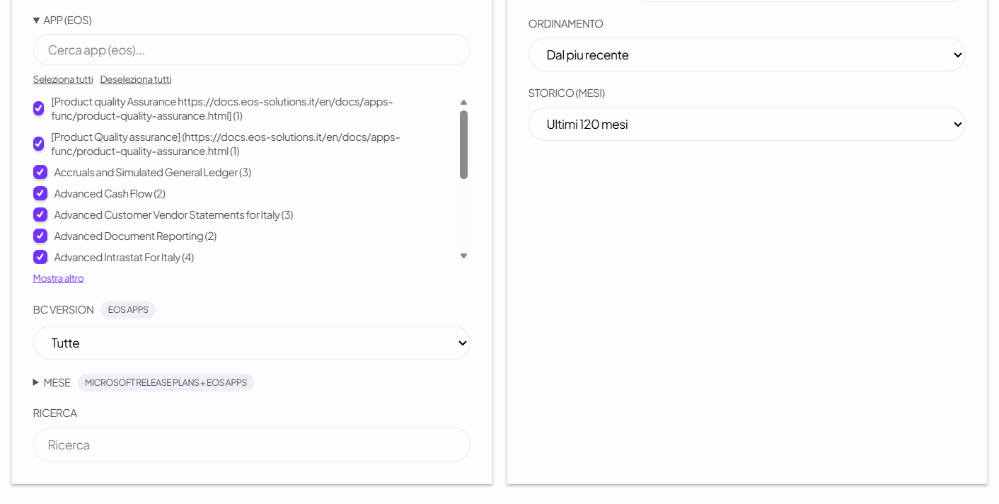 APP (EOS)
Cerca app (eos)...
Seleziona tutti Deseleziona tutti
[Product quality Assurance https://docs.eos-solutions.it/en/docs/apps-
func/product-quality-assurance.html] (1)
[Product Quality assurance] (https://docs.eos-solutions.it/en/docs/apps-
func/product-quality-assurance.html (1)
Accruals and Simulated General Ledger (3)
Advanced Cash Flow (2)
Advanced Customer Vendor Statements for Italy (3)
Advanced Document Reporting (2)
Advanced Intrastat For Italy (4)
Mostra altro
BC VERSION EOS APPS
Tutte
MESE MICROSOFT RELEASE PLANS + EOS APPS
RICERCA
Ricerca
ORDINAMENTO
Dal piu recente
STORICO (MESI)
Ultimi 120 mesi